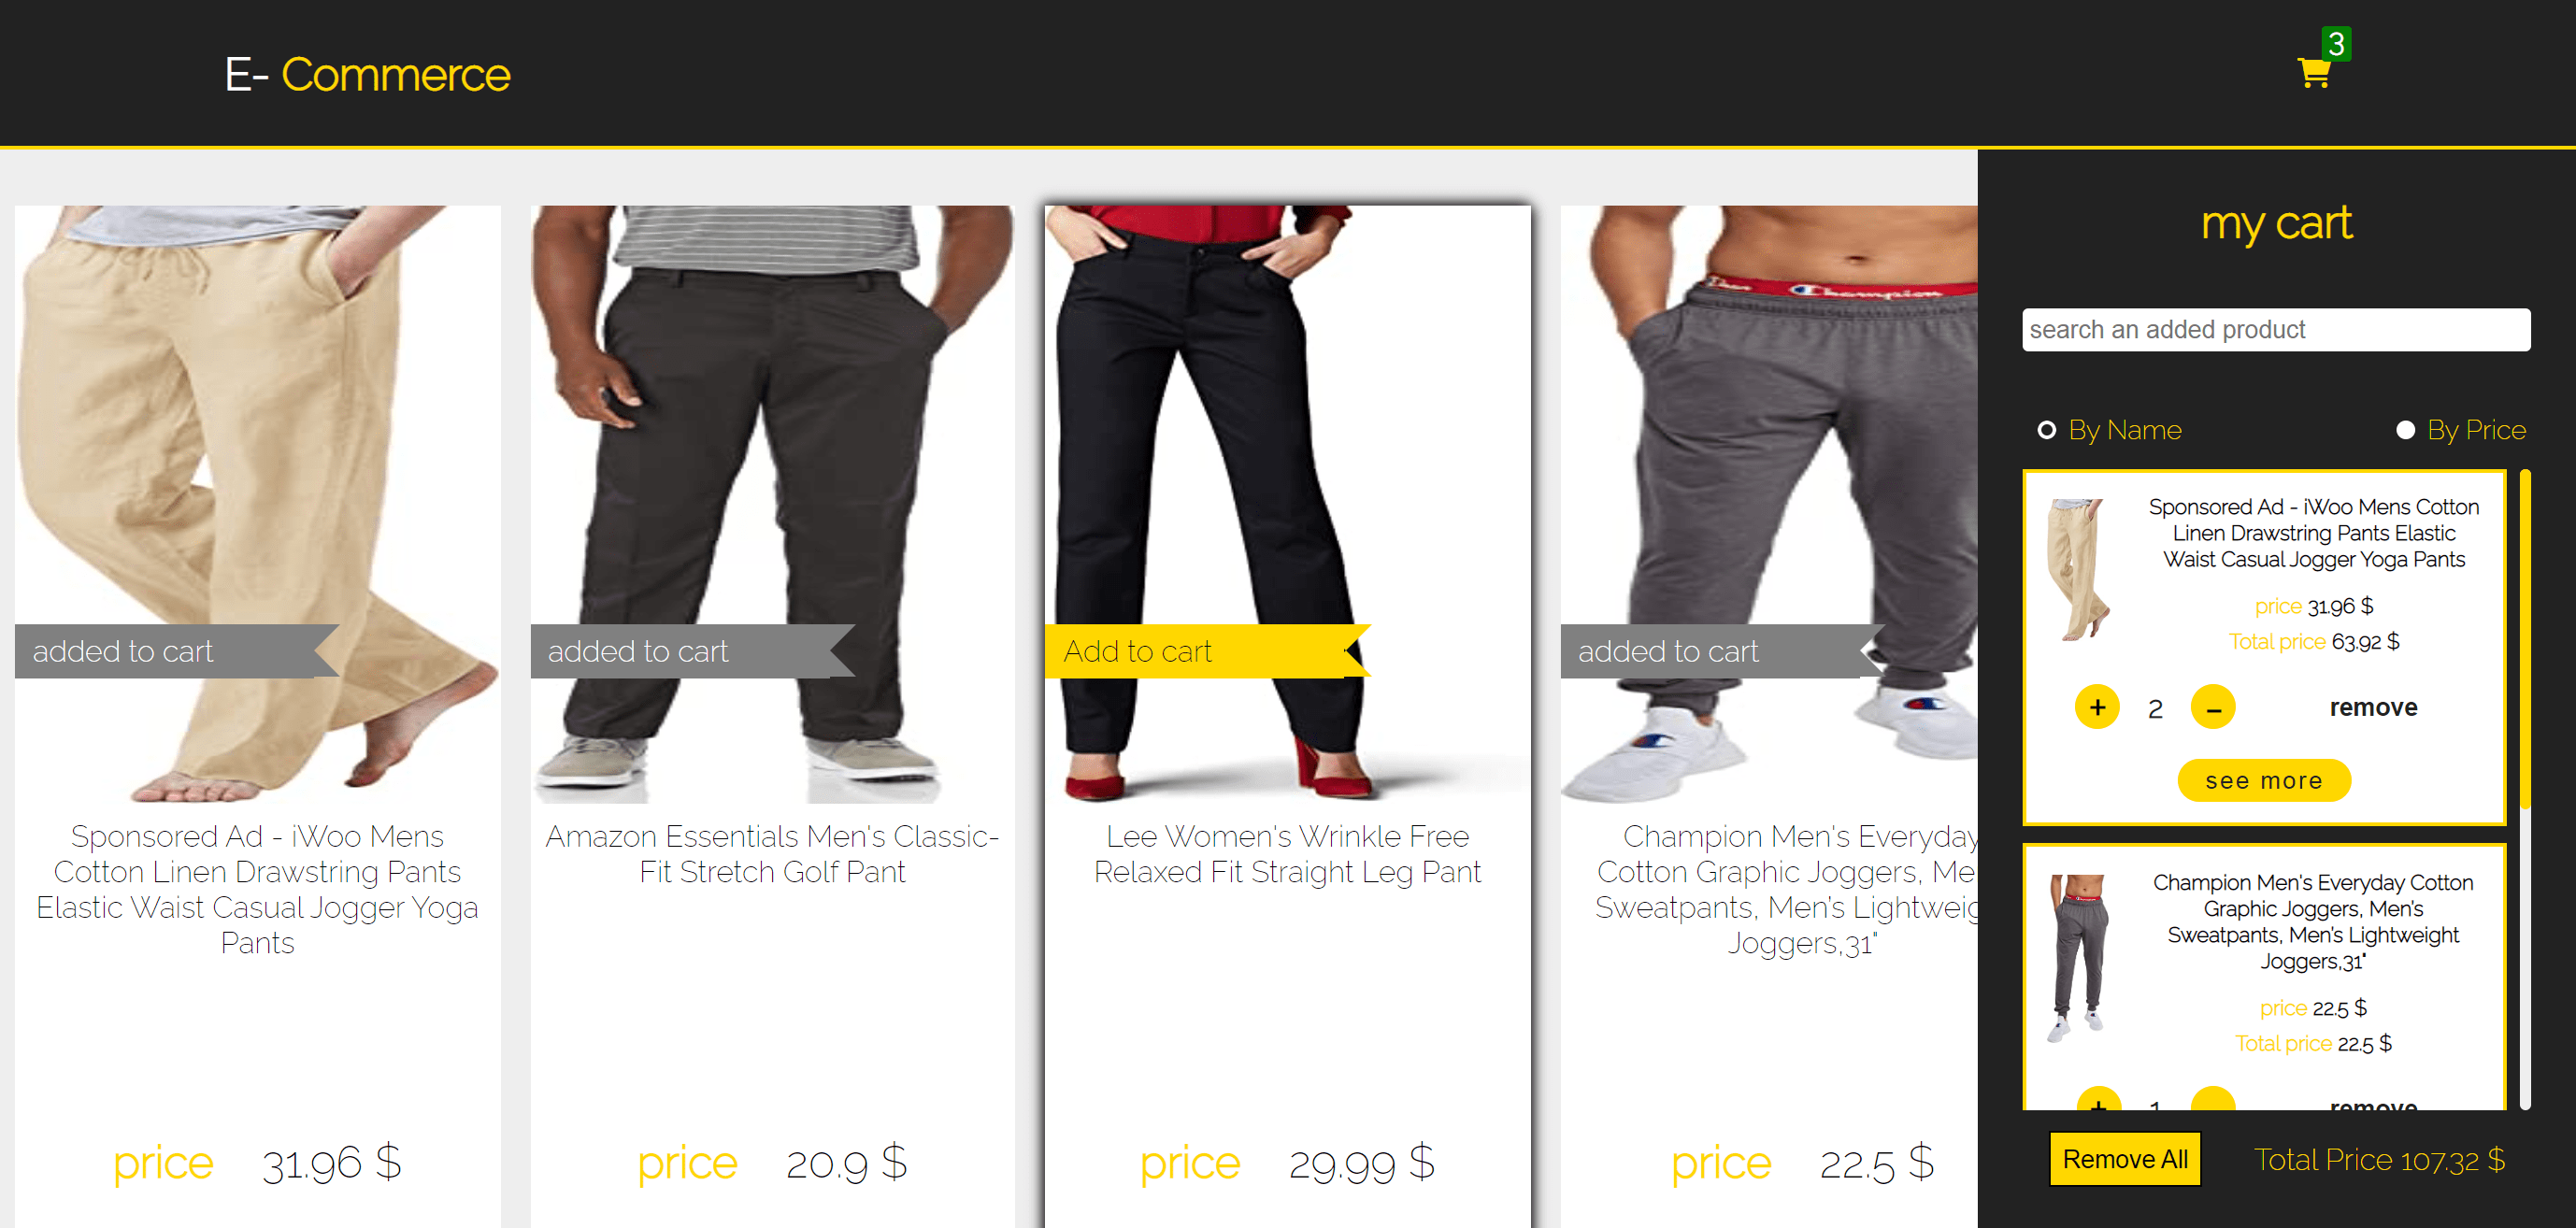 E- Commerce
3
added to cart
Sponsored Ad - iWoo Mens
Cotton Linen Drawstring Pants
Elastic Waist Casual Jogger Yoga
Pants
price 31.96 $
added to cart
Amazon Essentials Men's Classic-
Fit Stretch Golf Pant
price 20.9 $
Add to cart
Lee Women's Wrinkle Free
Relaxed Fit Straight Leg Pant
price 29.99 $
Champion
added to cart
Champion Men's Everyday
Cotton Graphic Joggers, Me
Sweatpants, Men's Lightweig
Joggers,31"
price 22.5 $
my cart
search an added product
By Name
By Price
Sponsored Ad - iWoo Mens Cotton
Linen Drawstring Pants Elastic
Waist Casual Jogger Yoga Pants
price 31.96 $
Total price 63.92 $
+ 2 - remove
see more
Champion Men's Everyday Cotton
Graphic Joggers, Men's
Sweatpants, Men's Lightweight
Joggers,31"
price 22.5 $
Total price 22.5 $
+ 1 remove
Remove All
Total Price 107.32 $